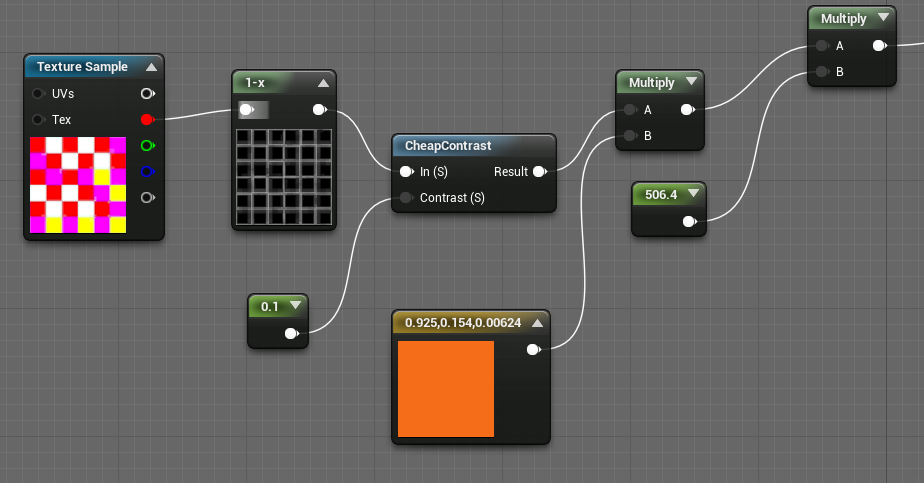 Multiply
A
B
Texture Sample
UVs
Tex
1-x
Multiply
A
B
CheapContrast
In (S)
Result
Contrast (S)
506.4
0.1
0.925,0.154,0.00624